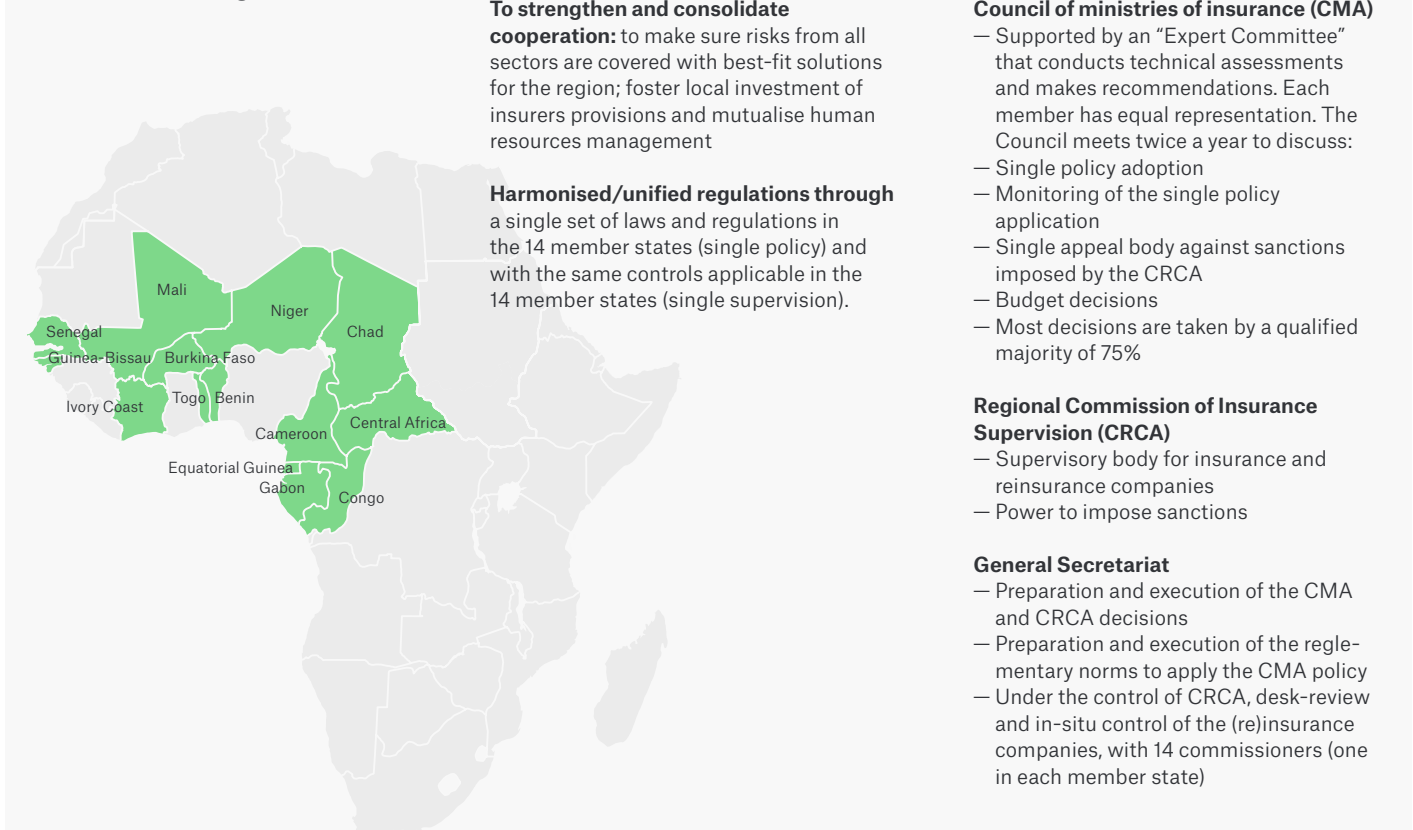 Mali
Niger
Chad
Senegal
Guinea-Bissau
Burkina Faso
Ivory Coast
Togo
Benin
Central Africa
Cameroon
Equatorial Guinea
Gabon
Congo
To strengthen and consolidate
cooperation: to make sure risks from all
sectors are covered with best-fit solutions
for the region; foster local investment of
insurers provisions and mutualise human
resources management
Harmonised/unified regulations through
a single set of laws and regulations in
the 14 member states (single policy) and
with the same controls applicable in the
14 member states (single supervision).
Council of ministries of insurance (CMA)
— Supported by an “Expert Committee”
that conducts technical assessments
and makes recommendations. Each
member has equal representation. The
Council meets twice a year to discuss:
— Single policy adoption
— Monitoring of the single policy
application
— Single appeal body against sanctions
imposed by the CRCA
— Budget decisions
— Most decisions are taken by a qualified
majority of 75%
Regional Commission of Insurance
Supervision (CRCA)
— Supervisory body for insurance and
reinsurance companies
— Power to impose sanctions
General Secretariat
— Preparation and execution of the CMA
and CRCA decisions
— Preparation and execution of the regle-
mentary norms to apply the CMA policy
— Under the control of CRCA, desk-review
and in-situ control of the (re)insurance
companies, with 14 commissioners (one
in each member state)